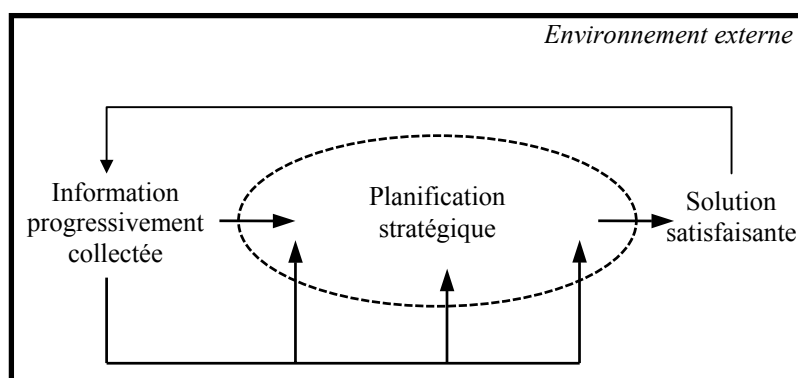 Environnement externe
Information
progressivement
collectée
Planification
stratégique
Solution
satisfaisante